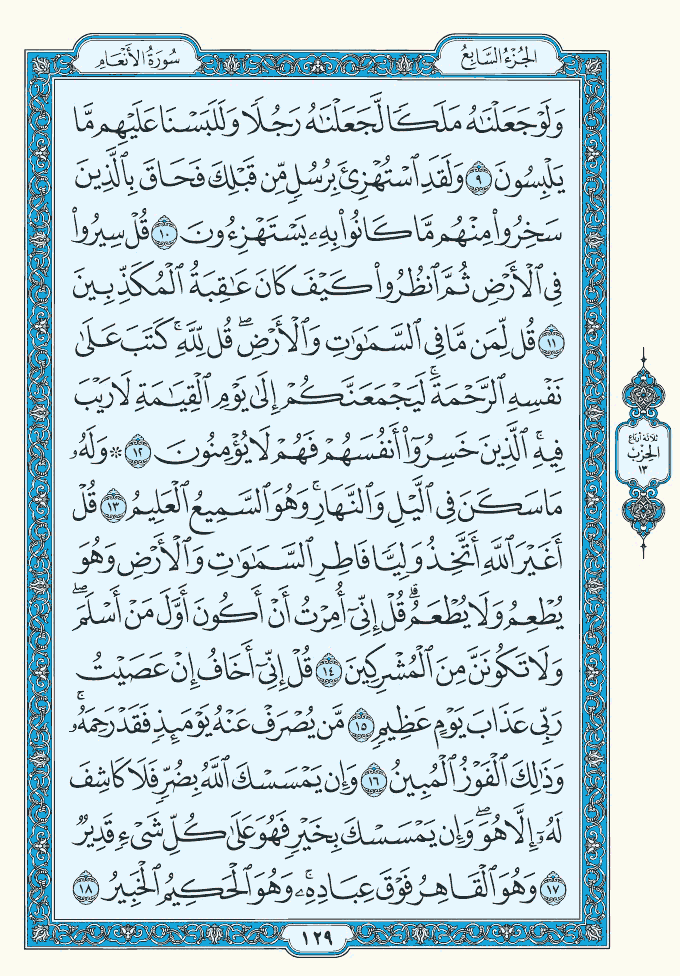 الجُزْءُ السَّابِعُ
سُورَةُ الأَنْعَامِ
وَلَوْ جَعَلْنَٰهُ مَلَكًا لَّجَعَلْنَٰهُ رَجُلًا وَلَلَبَسْنَا عَلَيْهِم مَّا
يَلْبِسُونَ ٩ وَلَقَدِ ٱسْتُهْزِئَ بِرُسُلٍ مِّن قَبْلِكَ فَحَاقَ بِٱلَّذِينَ
سَخِرُوا۟ مِنْهُم مَّا كَانُوا۟ بِهِۦ يَسْتَهْزِءُونَ ١٠ قُلْ سِيرُوا۟
فِى ٱلْأَرْضِ ثُمَّ ٱنظُرُوا۟ كَيْفَ كَانَ عَٰقِبَةُ ٱلْمُكَذِّبِينَ
١١ قُل لِّمَن مَّا فِى ٱلسَّمَٰوَٰتِ وَٱلْأَرْضِ ۖ قُل لِّلَّهِ ۚ كَتَبَ عَلَىٰ
نَفْسِهِ ٱلرَّحْمَةَ ۚ لَيَجْمَعَنَّكُمْ إِلَىٰ يَوْمِ ٱلْقِيَٰمَةِ لَا رَيْبَ
فِيهِ ۚ ٱلَّذِينَ خَسِرُوٓا۟ أَنفُسَهُمْ فَهُمْ لَا يُؤْمِنُونَ ١٢ ۞ وَلَهُۥ
مَا سَكَنَ فِى ٱلَّيْلِ وَٱلنَّهَارِ ۚ وَهُوَ ٱلسَّمِيعُ ٱلْعَلِيمُ ١٣ قُلْ
أَغَيْرَ ٱللَّهِ أَتَّخِذُ وَلِيًّا فَاطِرِ ٱلسَّمَٰوَٰتِ وَٱلْأَرْضِ وَهُوَ
يُطْعِمُ وَلَا يُطْعَمُ ۗ قُلْ إِنِّىٓ أُمِرْتُ أَنْ أَكُونَ أَوَّلَ مَنْ أَسْلَمَ ۖ
وَلَا تَكُونَنَّ مِنَ ٱلْمُشْرِكِينَ ١٤ قُلْ إِنِّىٓ أَخَافُ إِنْ عَصَيْتُ
رَبِّى عَذَابَ يَوْمٍ عَظِيمٍ ١٥ مَّن يُصْرَفْ عَنْهُ يَوْمَئِذٍ فَقَدْ رَحِمَهُۥ ۚ
وَذَٰلِكَ ٱلْفَوْزُ ٱلْمُبِينُ ١٦ وَإِن يَمْسَسْكَ ٱللَّهُ بِضُرٍّ فَلَا كَاشِفَ
لَهُۥٓ إِلَّا هُوَ ۖ وَإِن يَمْسَسْكَ بِخَيْرٍ فَهُوَ عَلَىٰ كُلِّ شَىْءٍ قَدِيرٌ
١٧ وَهُوَ ٱلْقَاهِرُ فَوْقَ عِبَادِهِۦ ۚ وَهُوَ ٱلْحَكِيمُ ٱلْخَبِيرُ ١٨
ثلاثة أرباع
الحزب
١٣
١٢٩